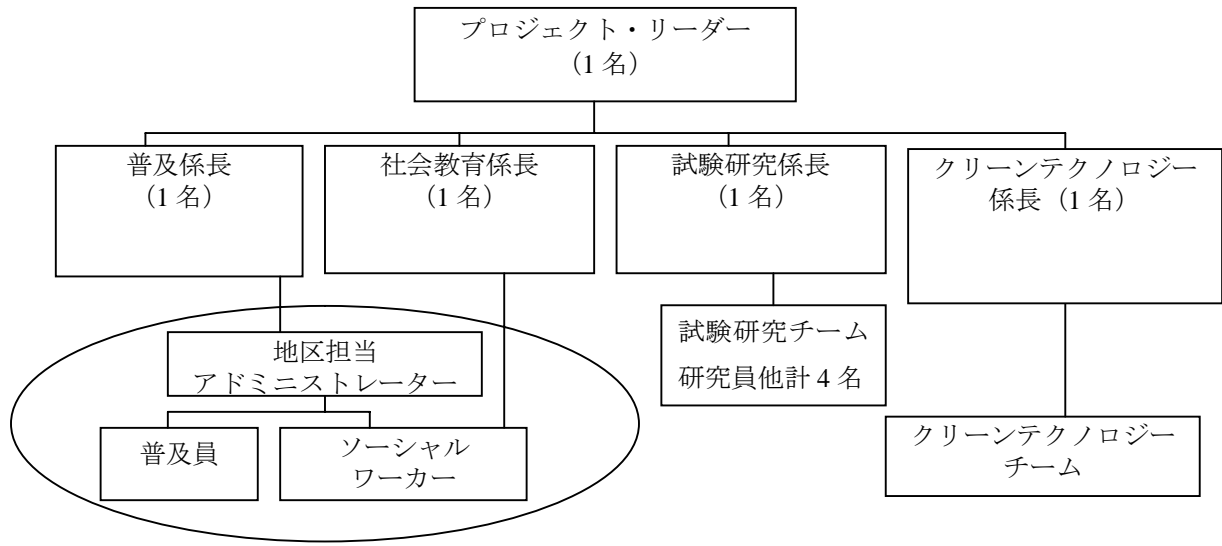 プロジェクト・リーダー
（1 名）
普及係長
（1 名）
社会教育係長
（1 名）
試験研究係長
（1 名）
クリーンテクノロジー
係長（1 名）
地区担当
アドミニストレーター
普及員
ソーシャル
ワーカー
試験研究チーム
研究員他計 4 名
クリーンテクノロジー
チーム